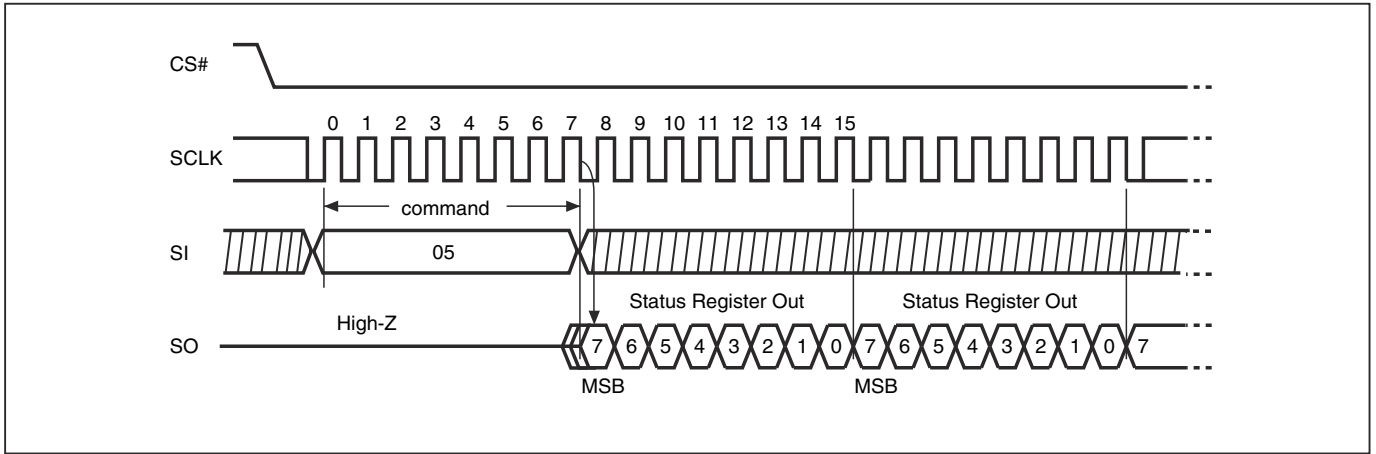 CS#
0 1 2 3 4 5 6 7 8 9 10 11 12 13 14 15
SCLK
command
SI
05
Status Register Out Status Register Out
High-Z
SO
7 6 5 4 3 2 1 0 7 6 5 4 3 2 1 0 7
MSB MSB